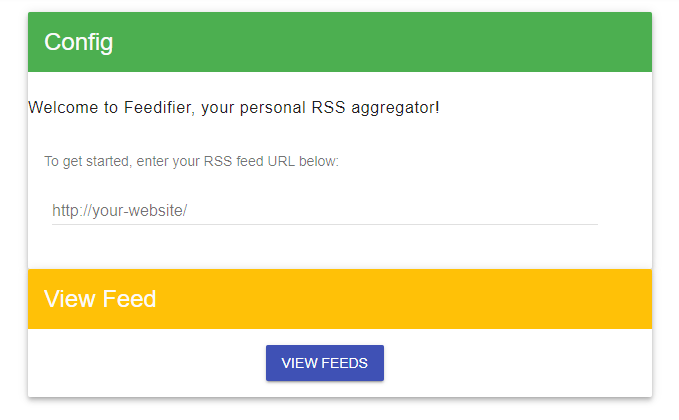 Config
Welcome to Feedifier, your personal RSS aggregator!
To get started, enter your RSS feed URL below:
http://your-website/
View Feed
VIEW FEEDS